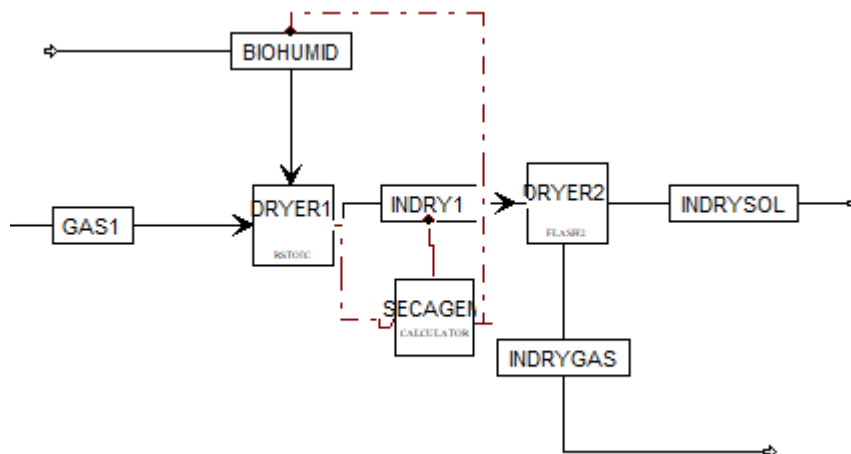 BIOHUMID
DRYER1
RSTOIC
GAS1
INDRY1
DRYER2
FLASH2
INDRYSOL
SECAGEM
CALCULATOR
INDRYGAS